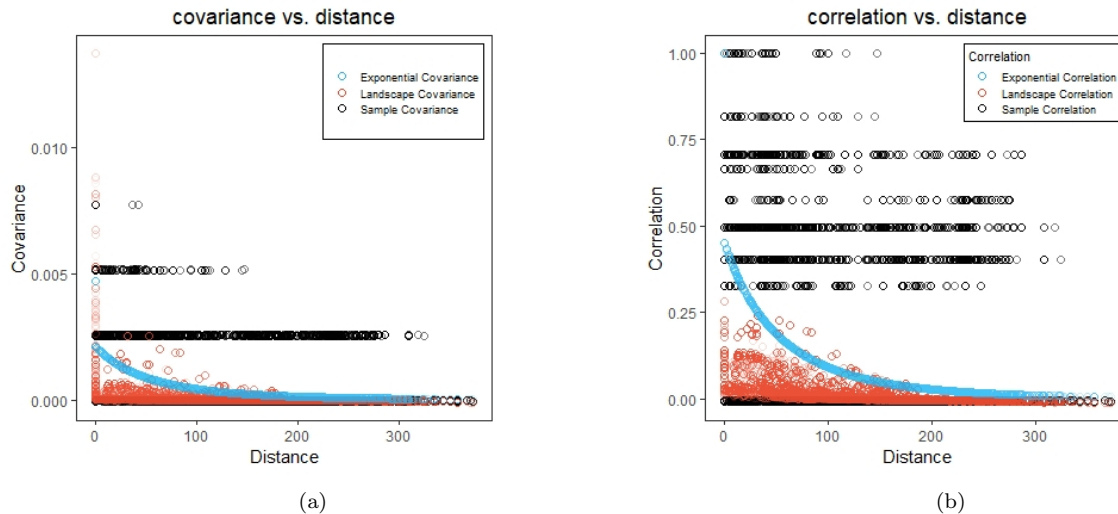 covariance vs. distance
Covariance
0.010
0.005
0.000
Exponential Covariance
Landscape Covariance
Sample Covariance
0
100
200
300
Distance
(a)
correlation vs. distance
Correlation
1.00
0.75
0.50
0.25
0.00
Correlation
Exponential Correlation
Landscape Correlation
Sample Correlation
0
100
200
300
Distance
(b)